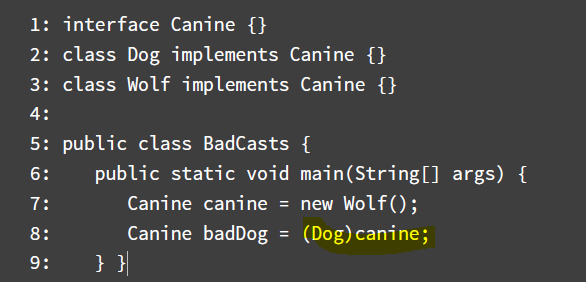 1: interface Canine {}
2: class Dog implements Canine {}
3: class Wolf implements Canine {}
4:
5: public class BadCasts {
6:    public static void main(String[] args) {
7:       Canine canine = new Wolf();
8:       Canine badDog = (Dog)canine;
9:    } }